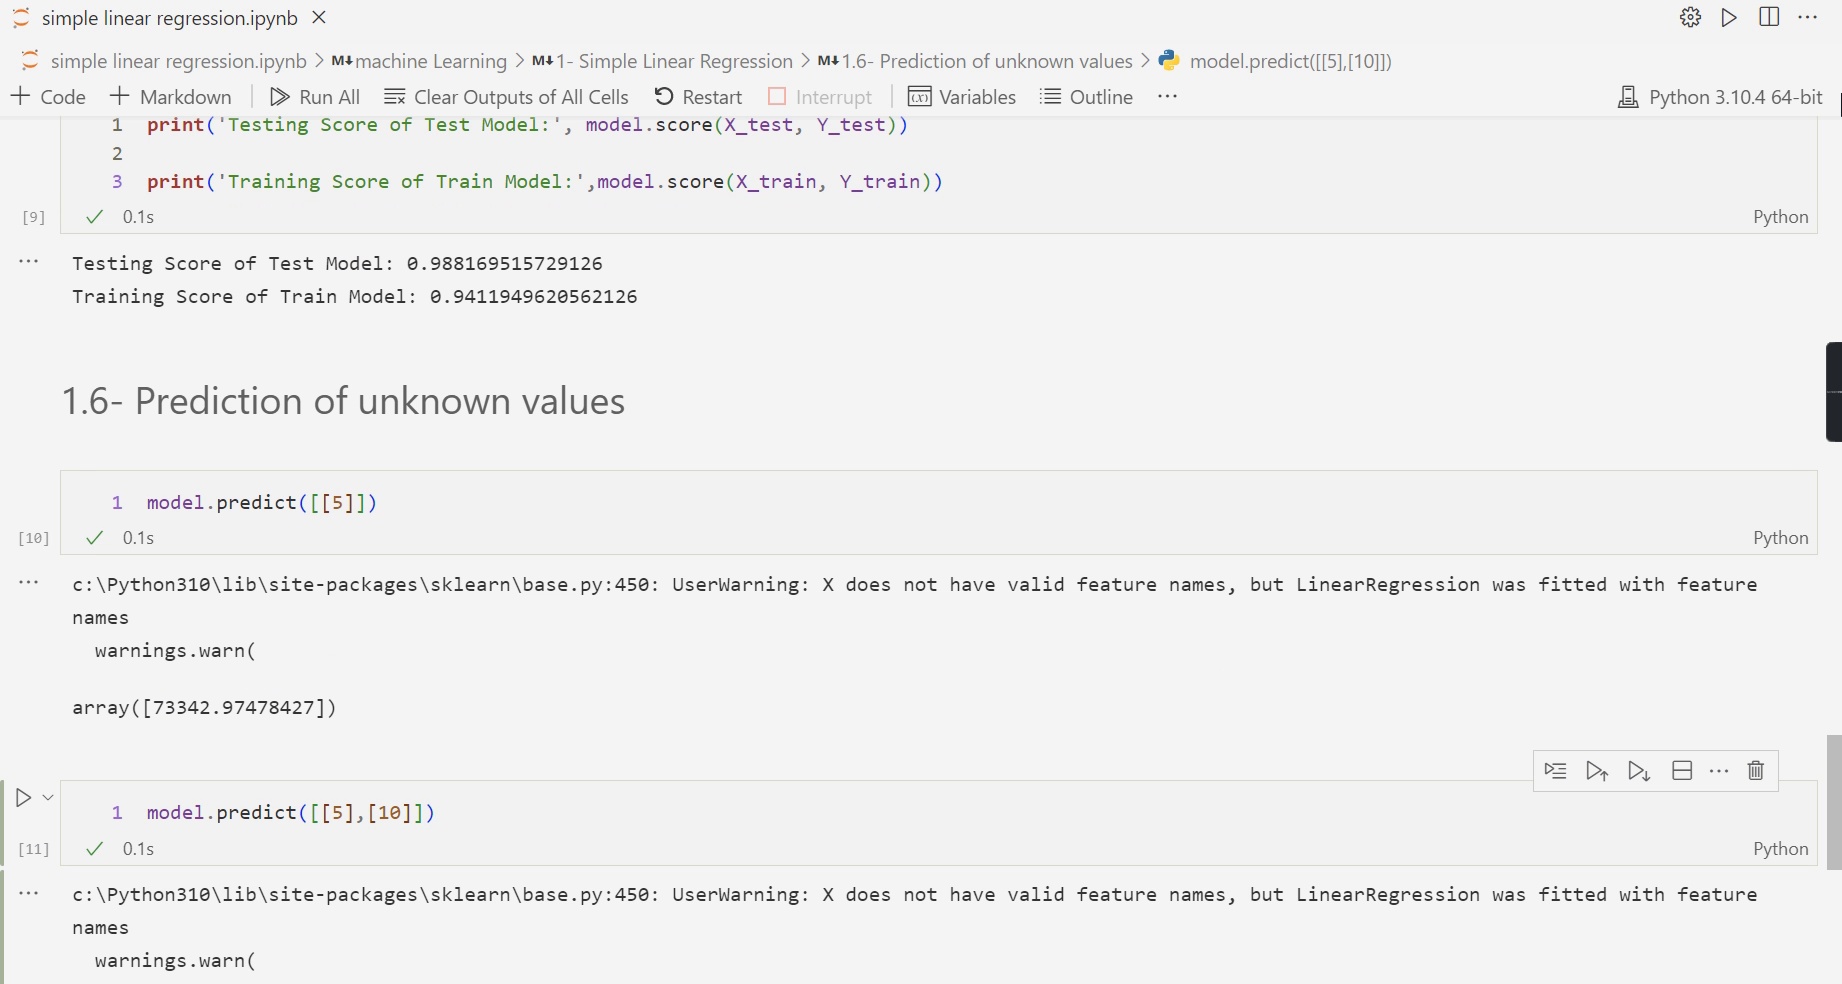 simple linear regression.ipynb
simple linear regression.ipynb > M↓ machine Learning > M↓ 1- Simple Linear Regression > M↓ 1.6- Prediction of unknown values > model.predict([[5],[10]])
+ Code + Markdown | Run All Clear Outputs of All Cells Restart Interrupt | (x) Variables Outline ... Python 3.10.4 64-bit
1 print('Testing Score of Test Model:', model.score(X_test, Y_test))
2
3 print('Training Score of Train Model:',model.score(X_train, Y_train))
[9] ✓ 0.1s Python
... Testing Score of Test Model: 0.988169515729126
Training Score of Train Model: 0.9411949620562126
1.6- Prediction of unknown values
1 model.predict([[5]])
[10] ✓ 0.1s Python
... c:\Python310\lib\site-packages\sklearn\base.py:450: UserWarning: X does not have valid feature names, but LinearRegression was fitted with feature
names
warnings.warn(
array([73342.97478427])
1 model.predict([[5],[10]])
[11] ✓ 0.1s Python
... c:\Python310\lib\site-packages\sklearn\base.py:450: UserWarning: X does not have valid feature names, but LinearRegression was fitted with feature
names
warnings.warn(